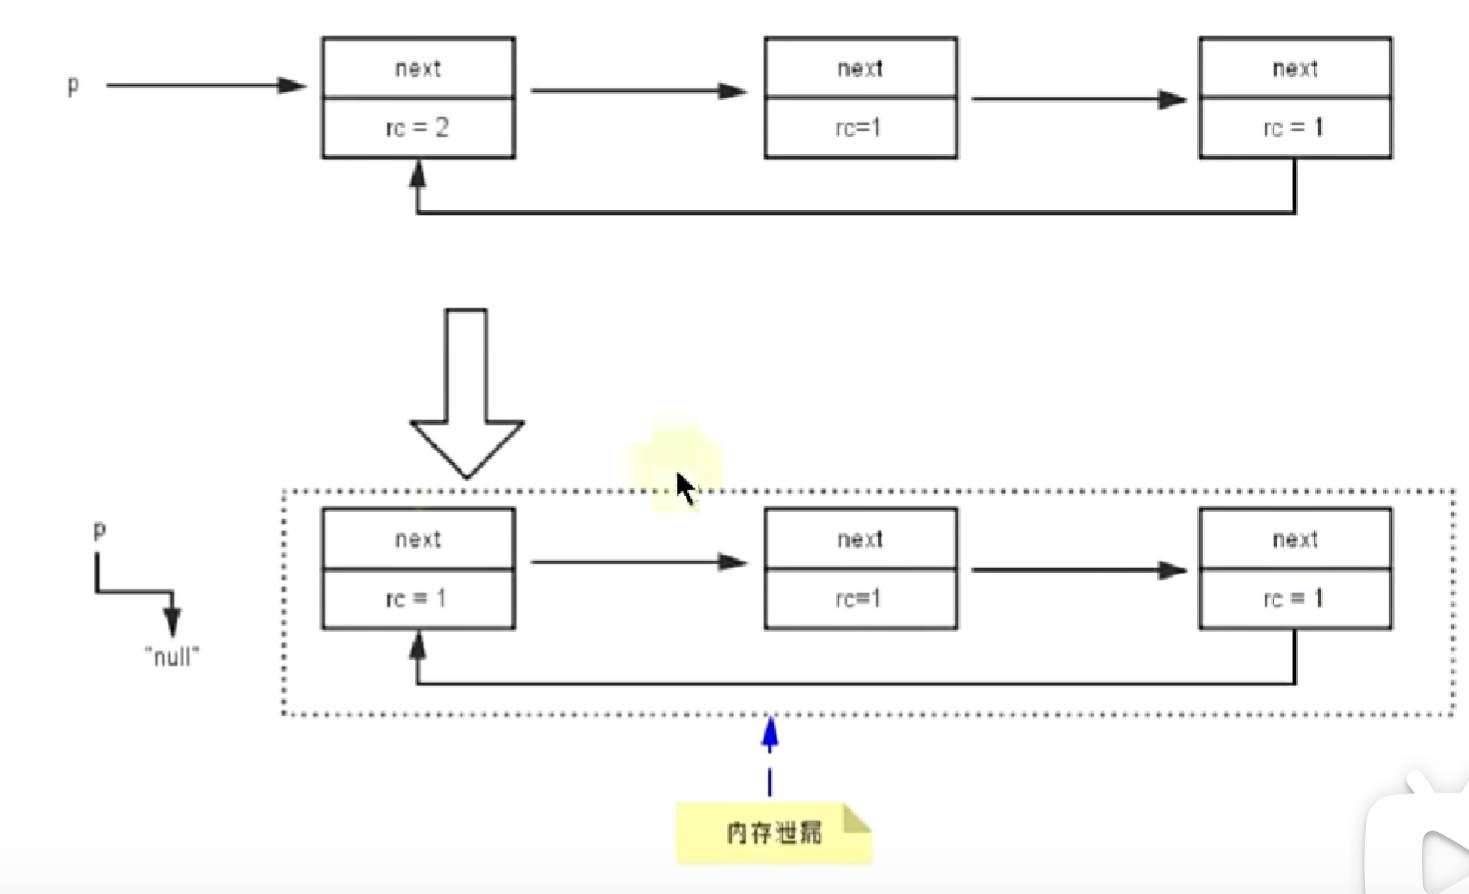 p
next
next
next
rc = 2
rc=1
rc = 1
p
next
next
next
rc = 1
rc=1
rc = 1
"null"
内存泄漏